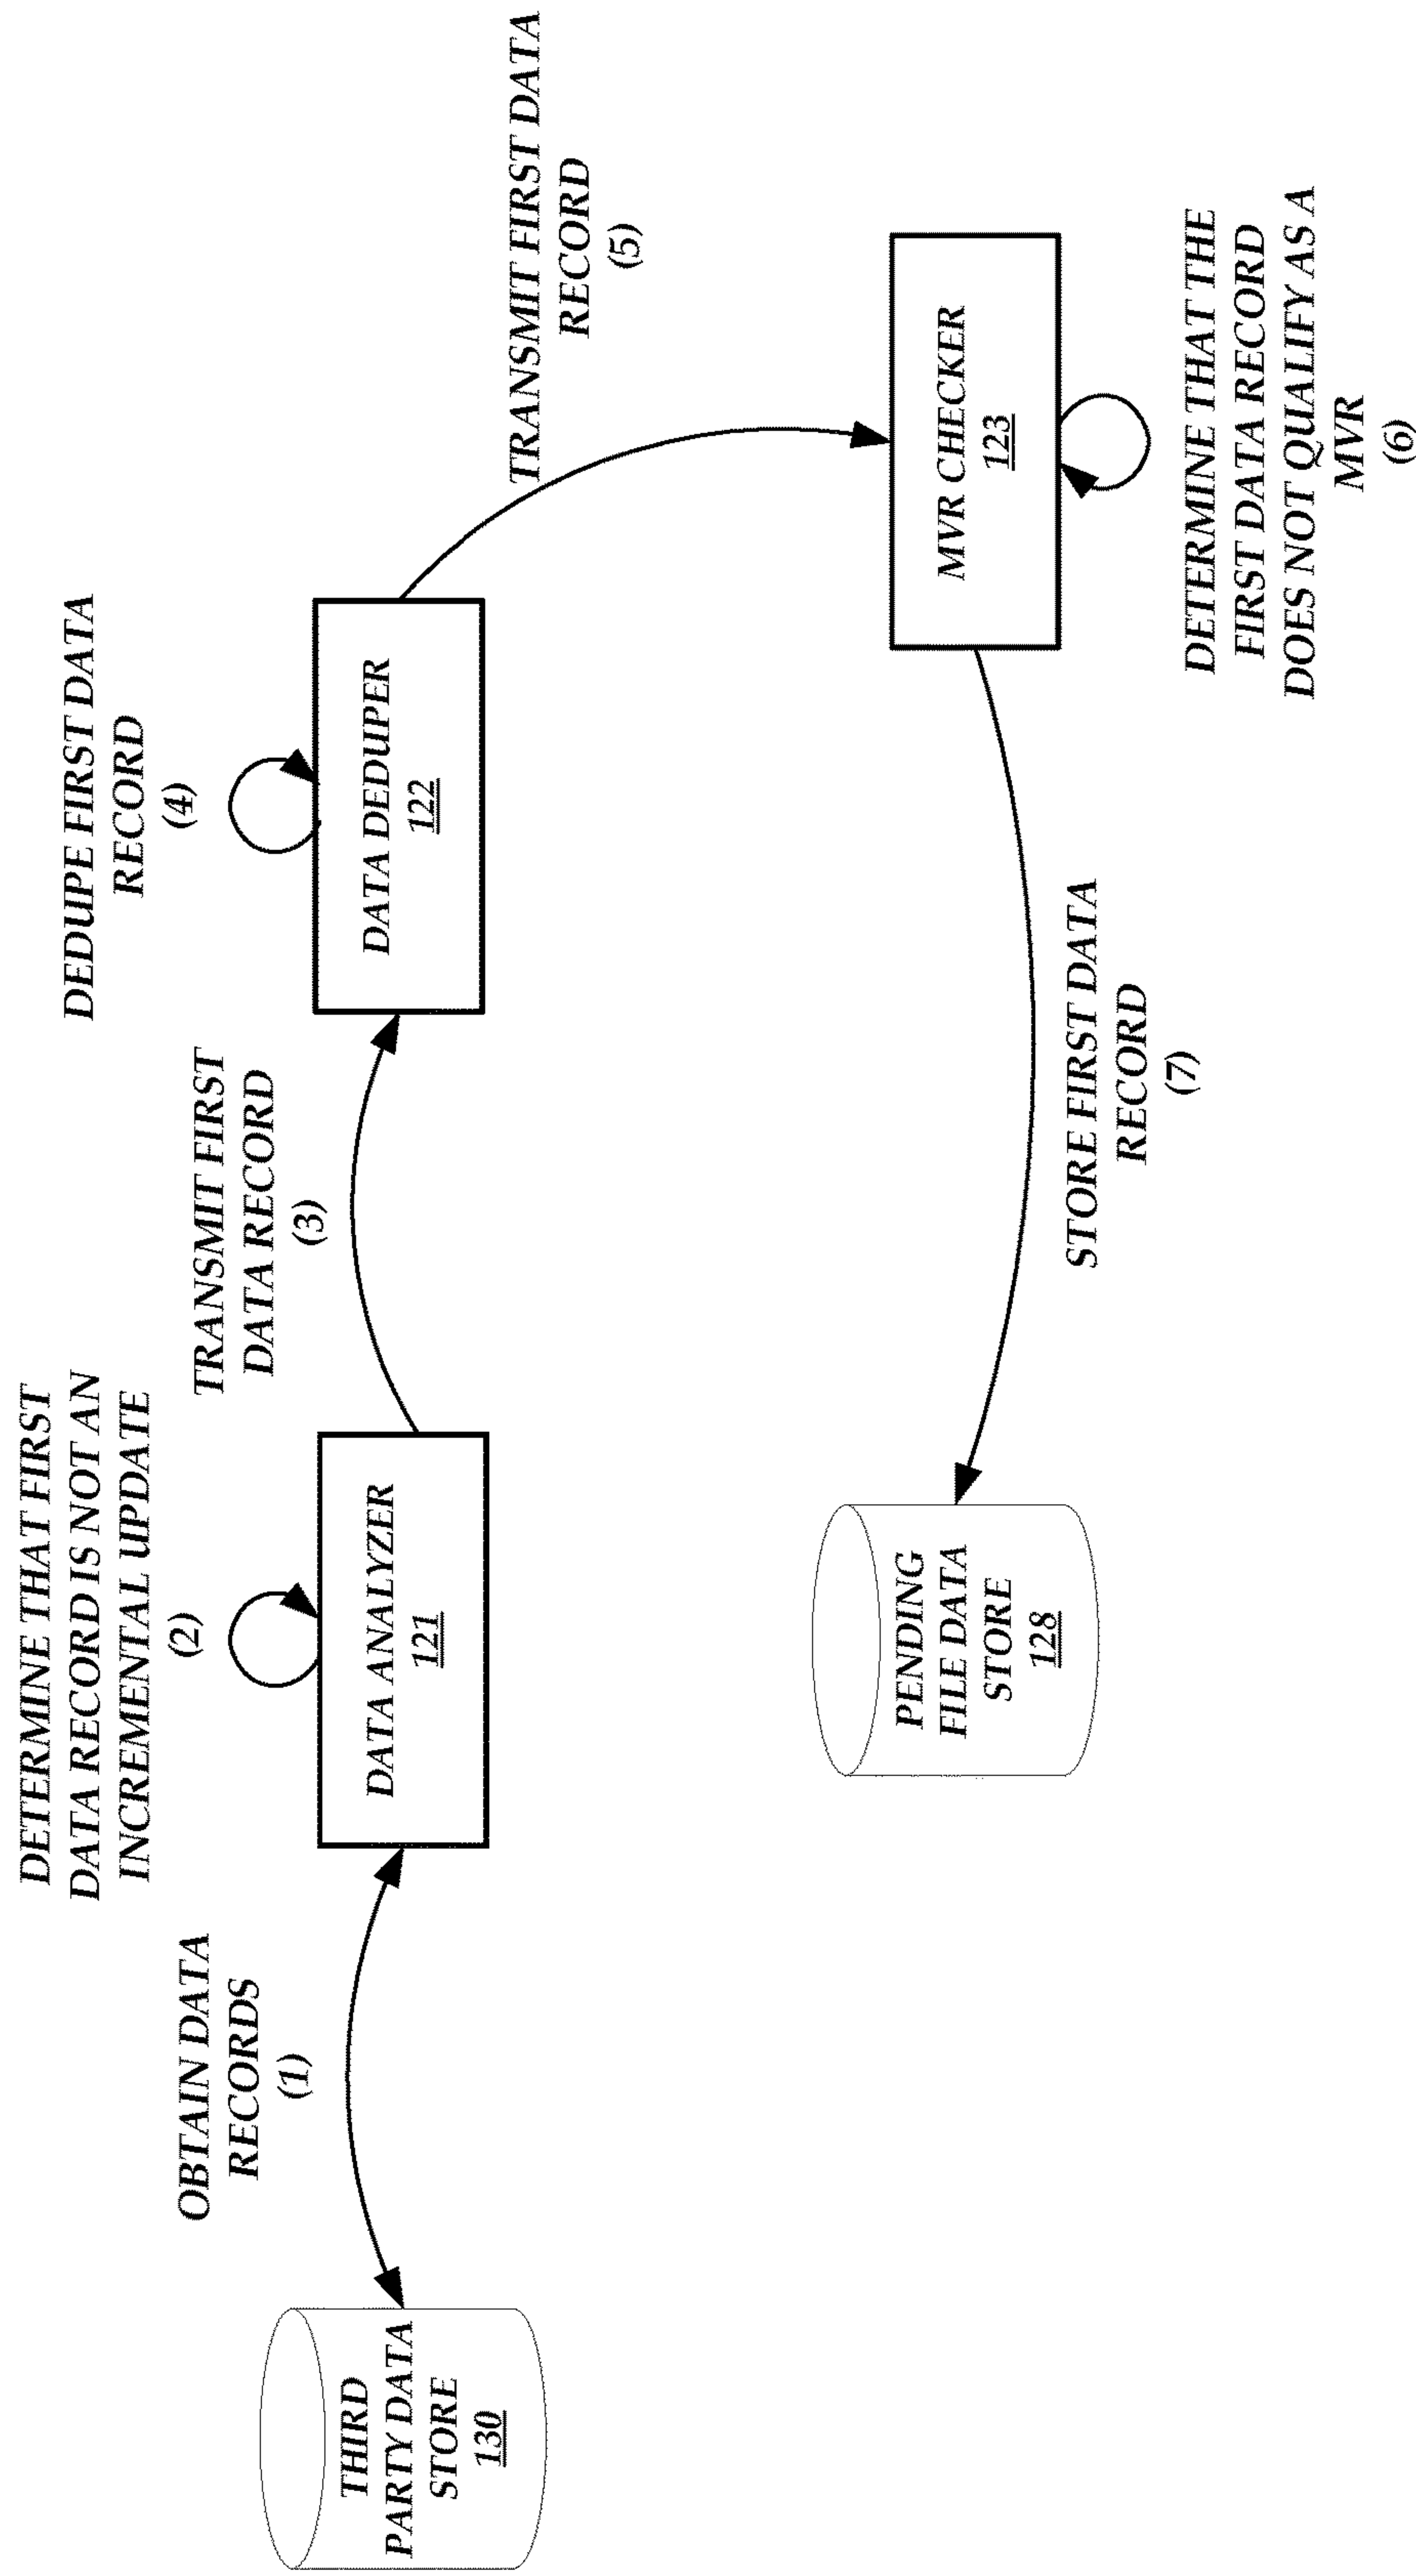 THIRD
PARTY DATA
STORE
130
OBTAIN DATA
RECORDS
(1)
DETERMINE THAT FIRST
DATA RECORD IS NOT AN
INCREMENTAL UPDATE
(2)
DATA ANALYZER
121
TRANSMIT FIRST
DATA RECORD
(3)
DEDUPE FIRST DATA
RECORD
(4)
DATA DEDUPER
122
TRANSMIT FIRST DATA
RECORD
(5)
MVR CHECKER
123
DETERMINE THAT THE
FIRST DATA RECORD
DOES NOT QUALIFY AS A
MVR
(6)
STORE FIRST DATA
RECORD
(7)
PENDING
FILE DATA
STORE
128